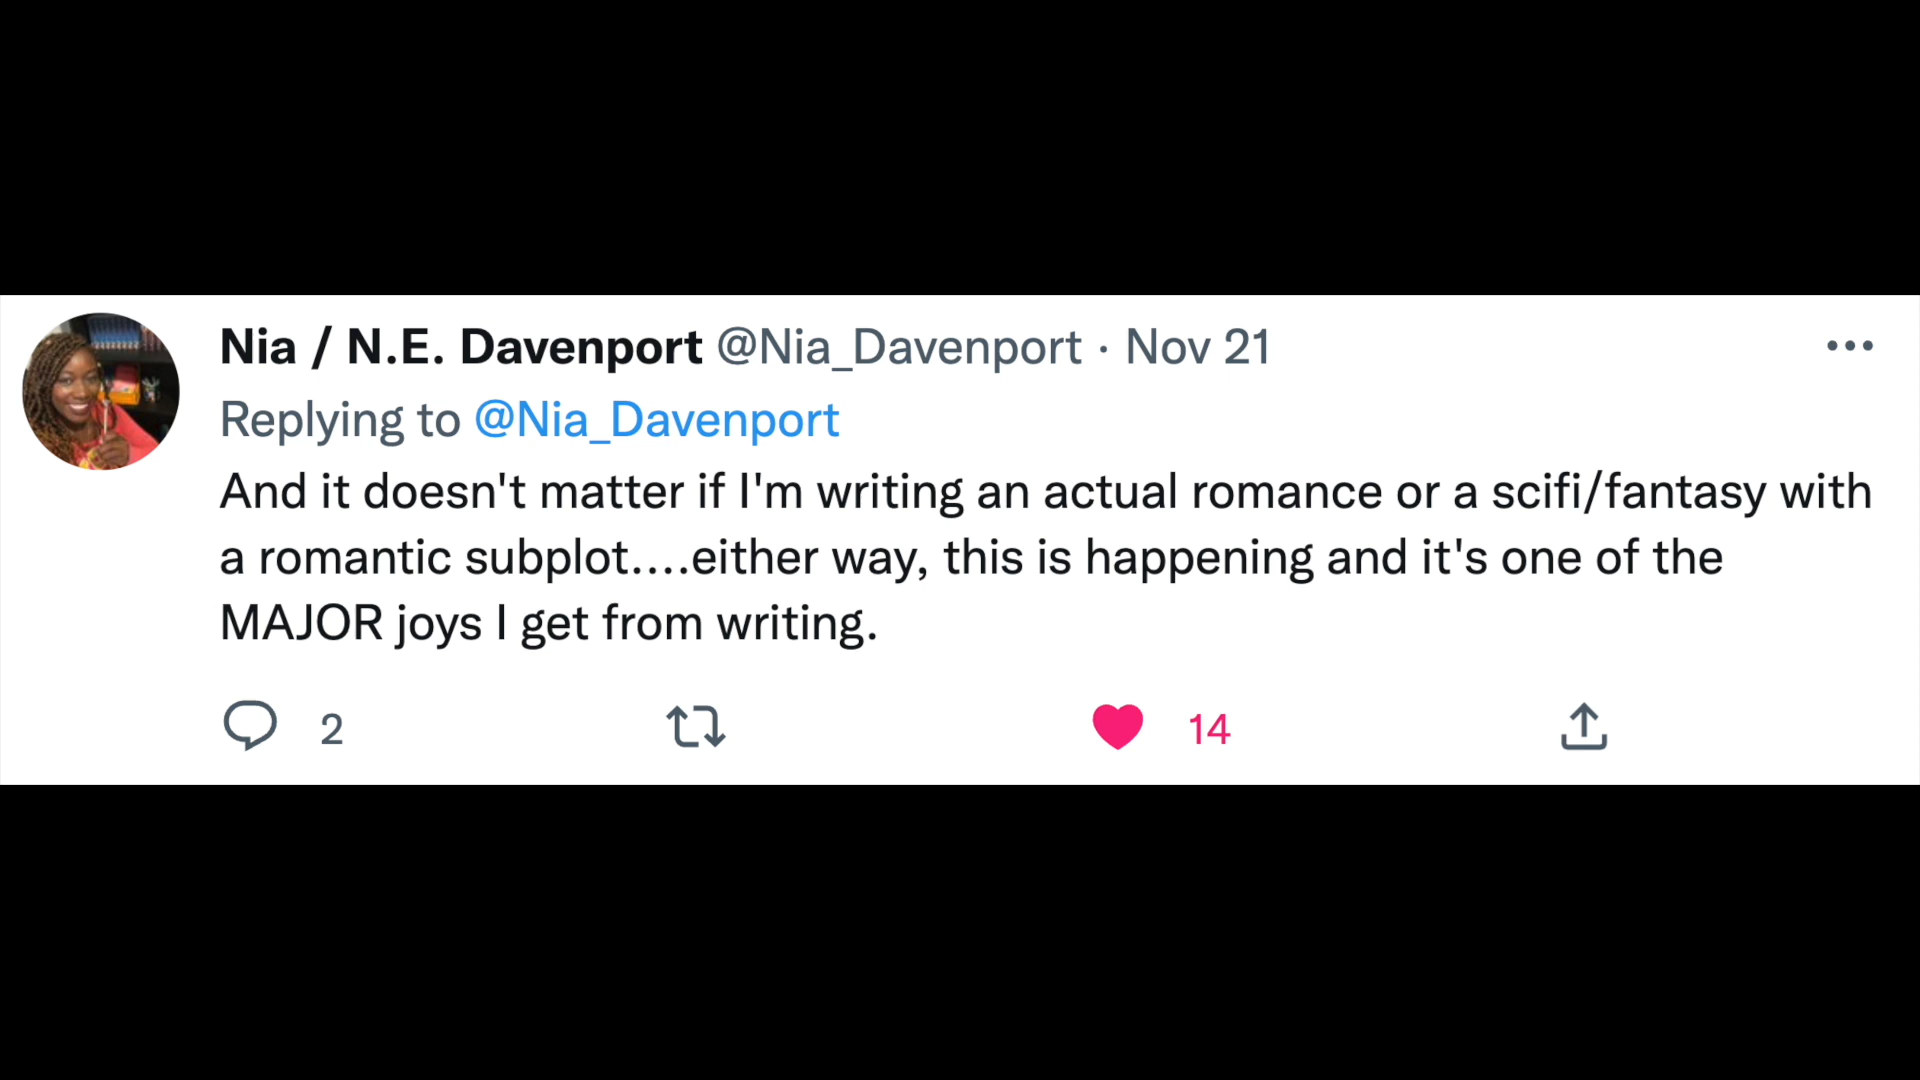 Nia / N.E. Davenport @Nia_Davenport · Nov 21
Replying to @Nia_Davenport
And it doesn't matter if I'm writing an actual romance or a scifi/fantasy with
a romantic subplot....either way, this is happening and it's one of the
MAJOR joys I get from writing.
2 14